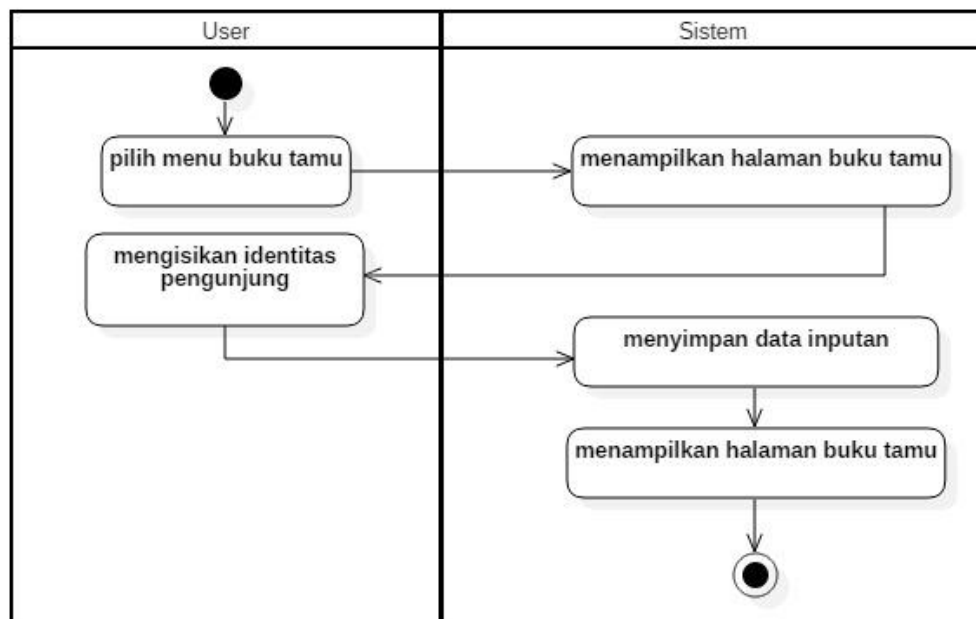 User
Sistem
pilih menu buku tamu
menampilkan halaman buku tamu
mengisikan identitas
pengunjung
menyimpan data inputan
menampilkan halaman buku tamu